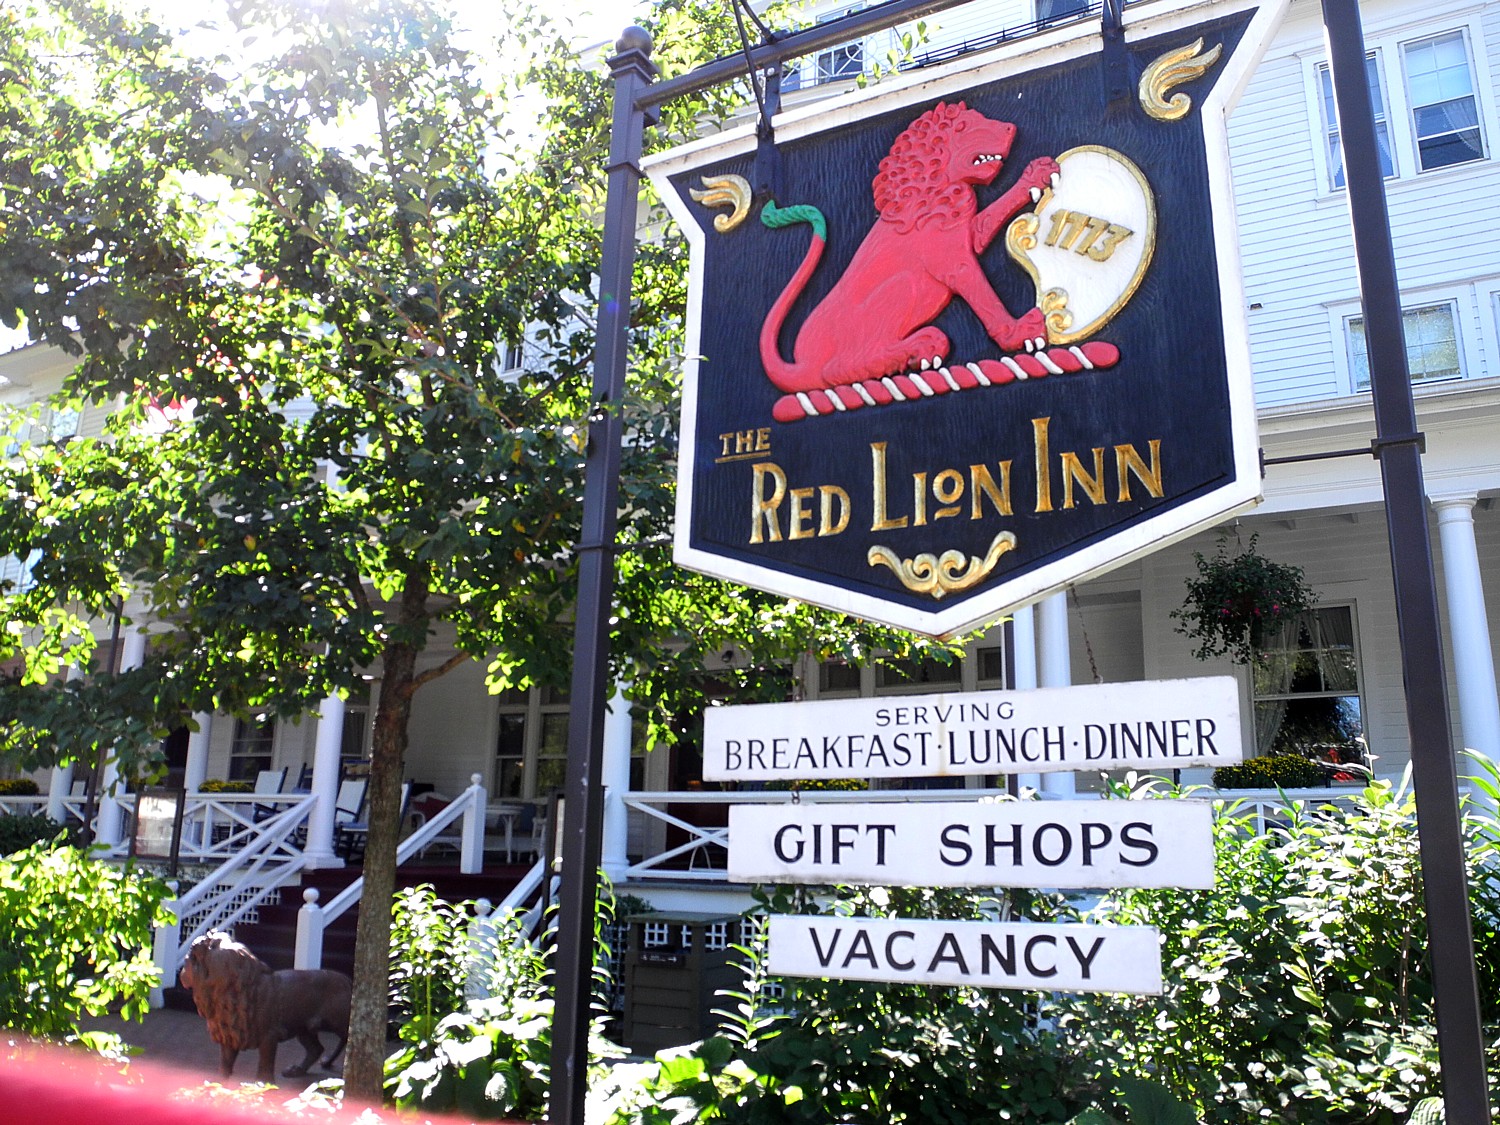 1773
THE
RED LION INN
SERVING
BREAKFAST·LUNCH·DINNER
GIFT SHOPS
VACANCY